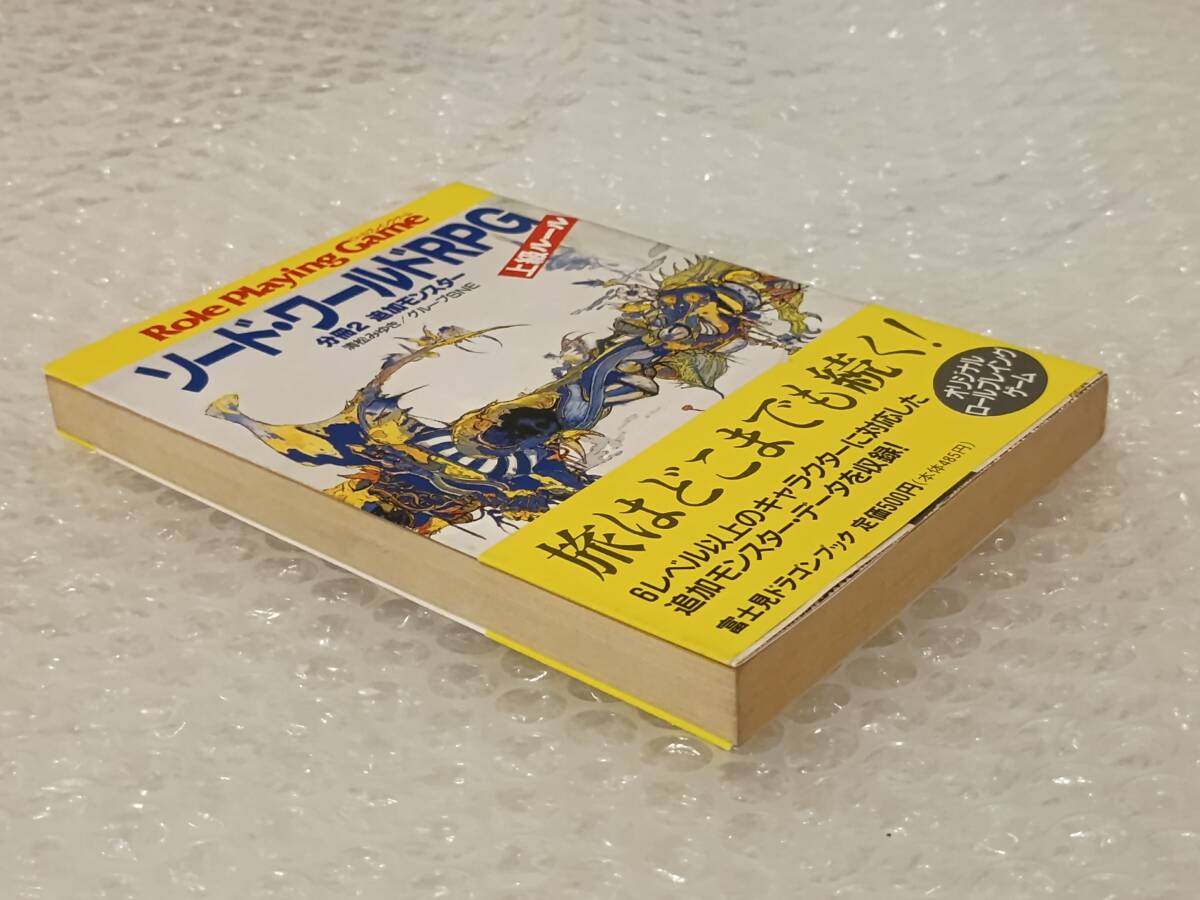 Role Playing Game
ソード・ワールドRPG
上級ルール
分冊2 追加モンスター
清松みゆき/グループSNE
旅はどこまでも続く!
6レベル以上のキャラクターに対応した
追加モンスター・データを収録!
富士見ドラゴンブック 定価500円(本体485円)
オリジナル
ロールプレイング
ゲーム